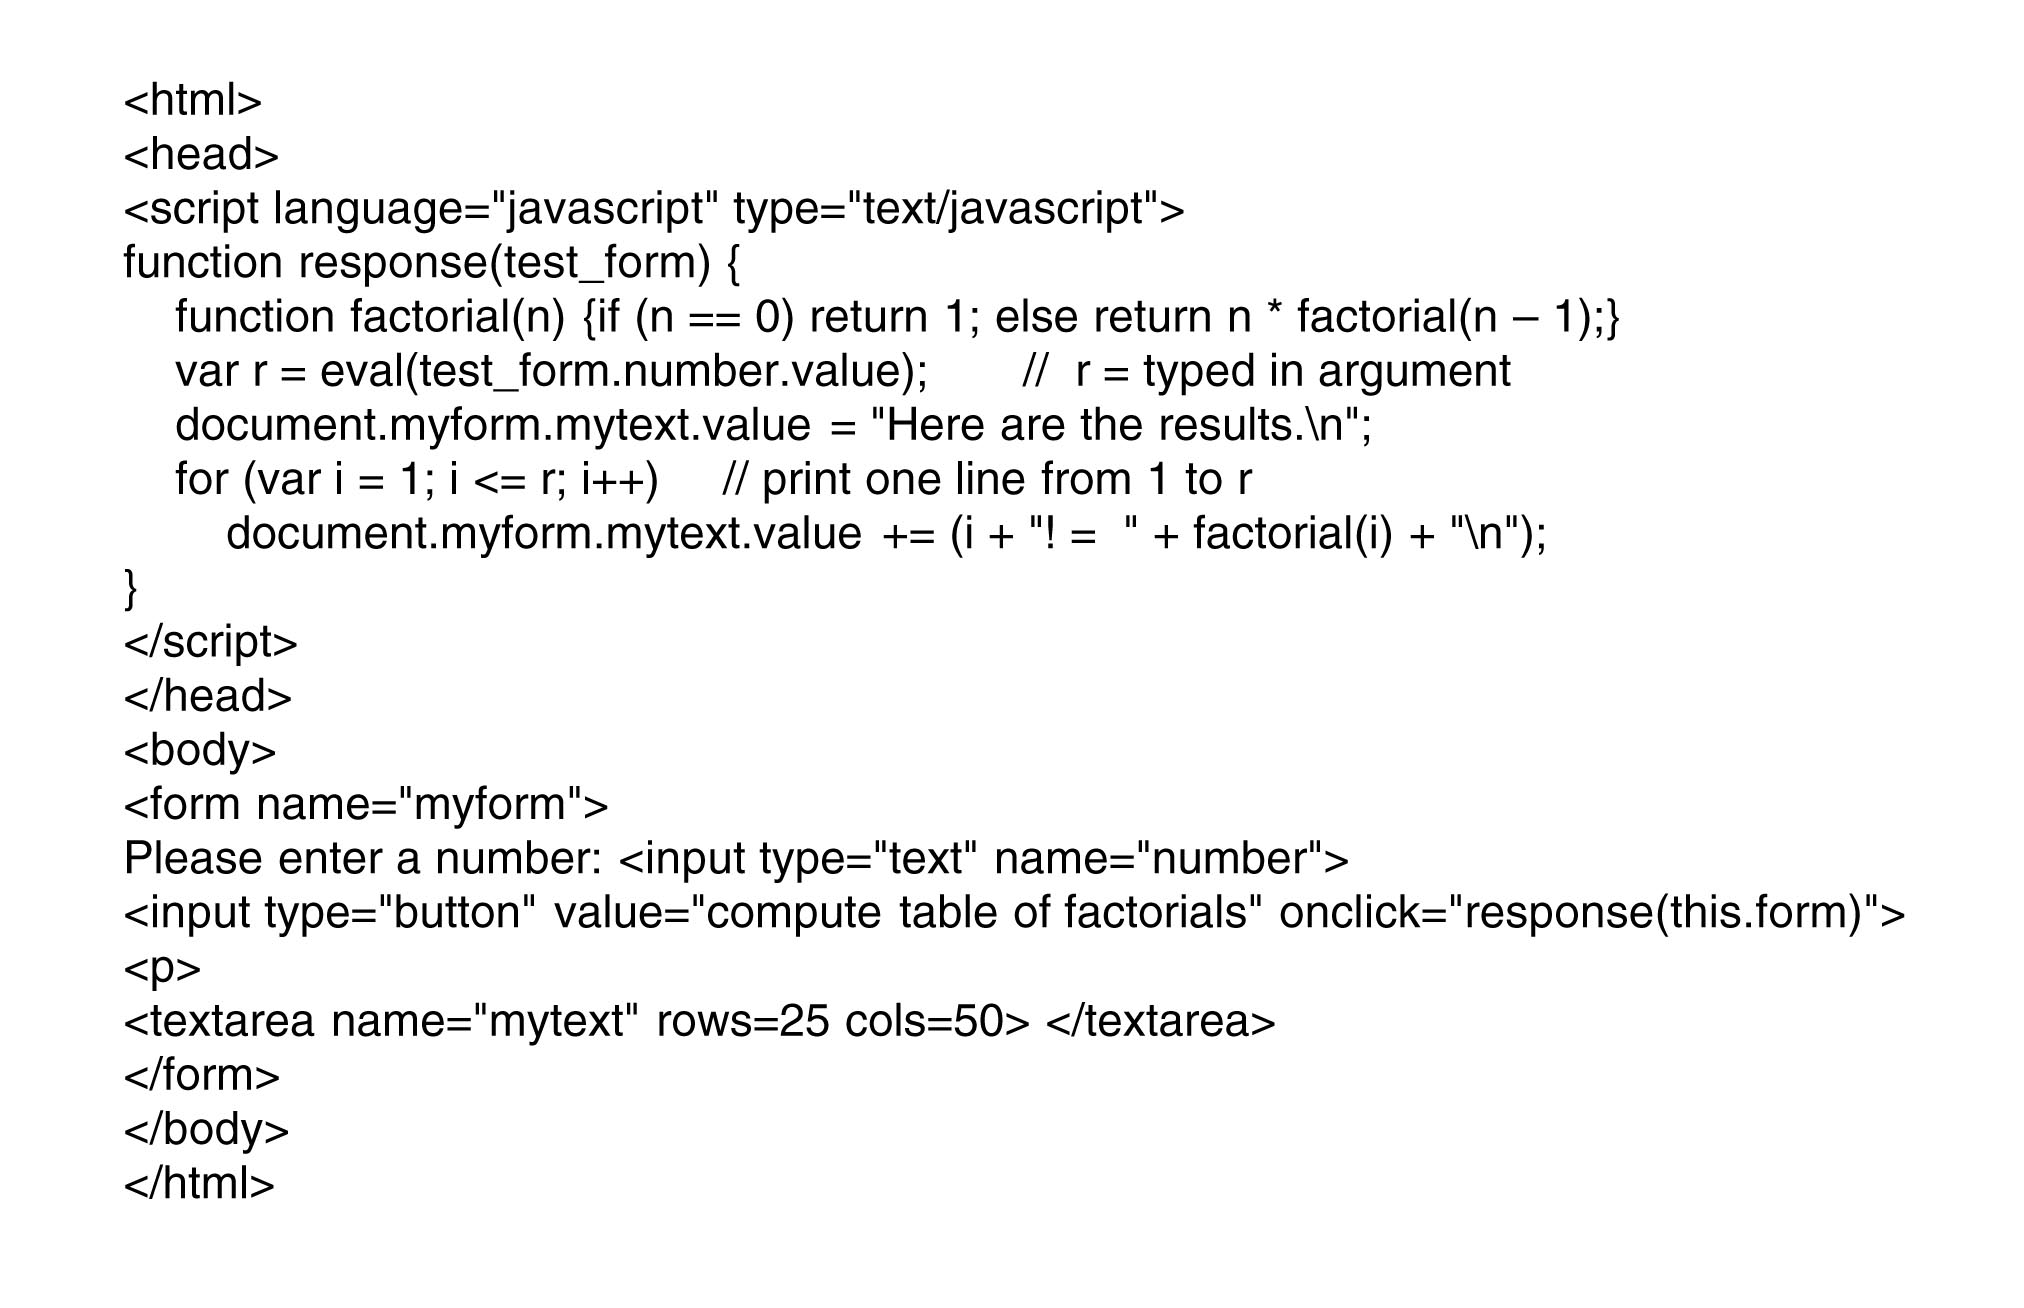 <html>
<head>
<script language="javascript" type="text/javascript">
function response(test_form) {
    function factorial(n) {if (n == 0) return 1; else return n * factorial(n – 1);}
    var r = eval(test_form.number.value);       //  r = typed in argument
    document.myform.mytext.value = "Here are the results.\n";
    for (var i = 1; i <= r; i++)     // print one line from 1 to r
        document.myform.mytext.value += (i + "! =  " + factorial(i) + "\n");
}
</script>
</head>
<body>
<form name="myform">
Please enter a number: <input type="text" name="number">
<input type="button" value="compute table of factorials" onclick="response(this.form)">
<p>
<textarea name="mytext" rows=25 cols=50> </textarea>
</form>
</body>
</html>